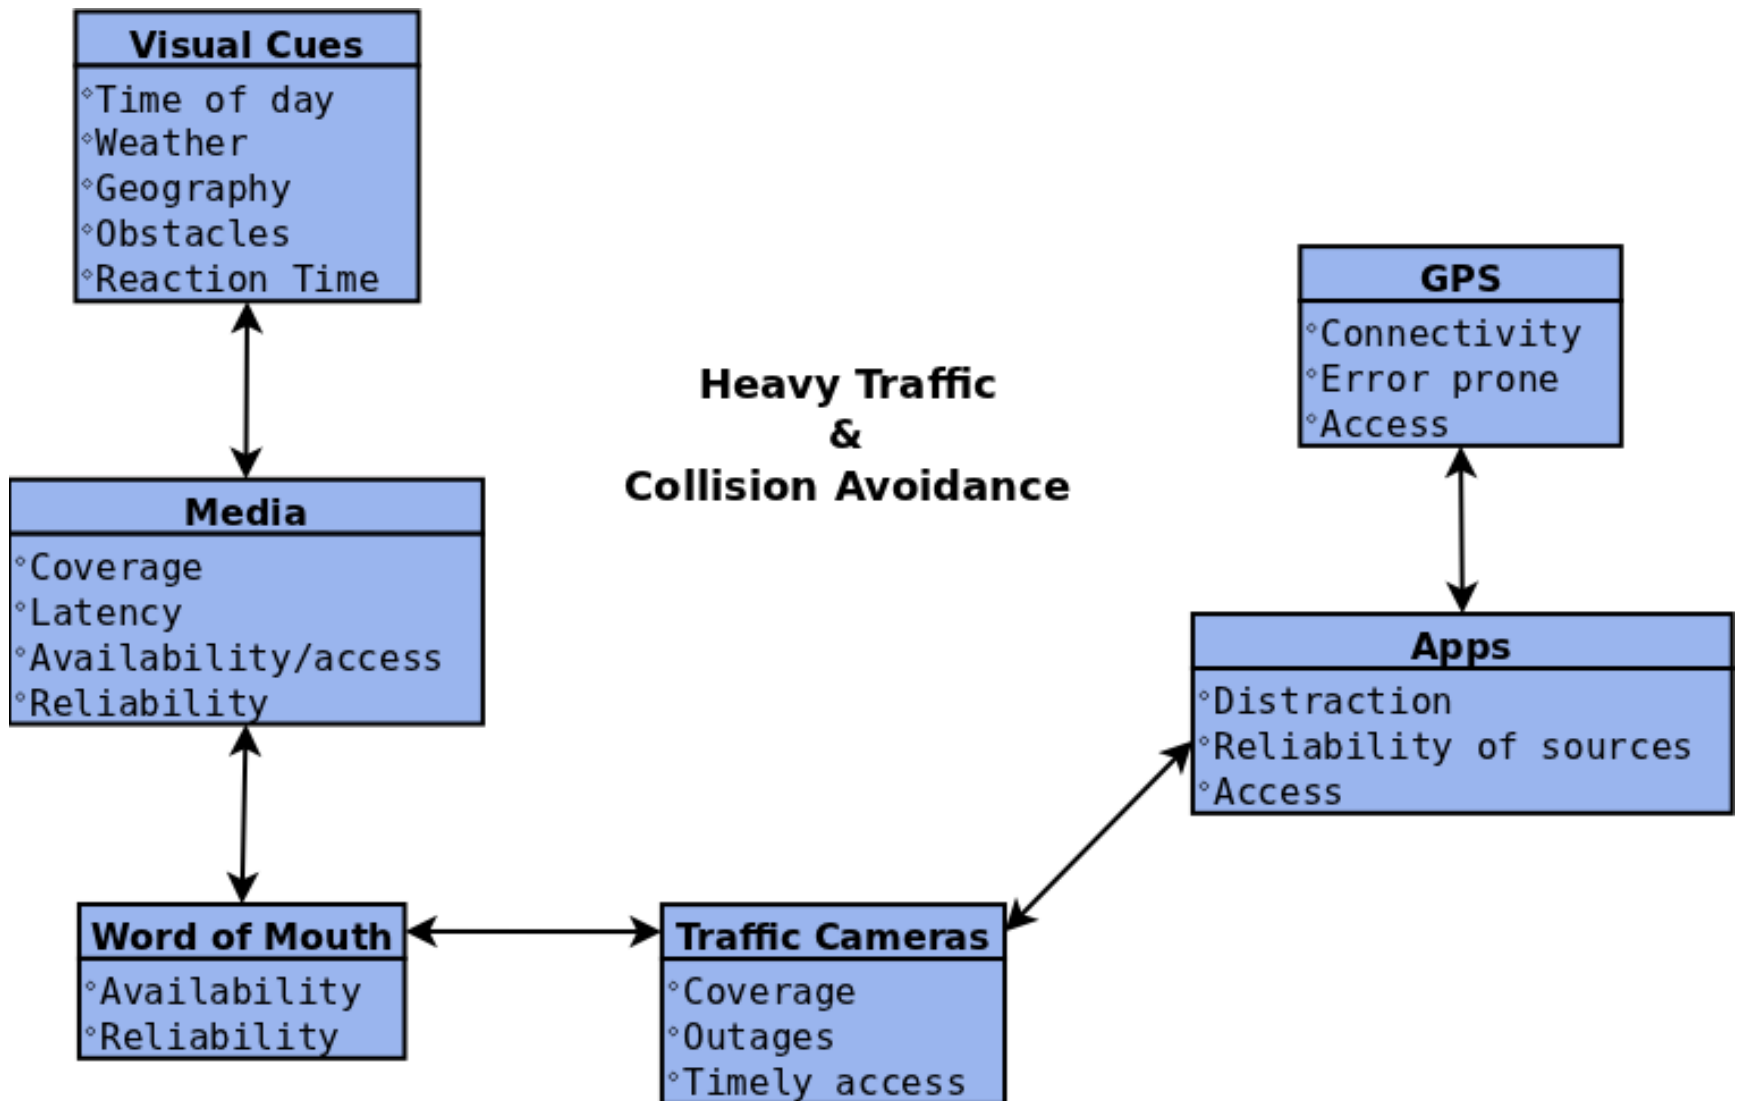 Visual Cues
Time of day
Weather
Geography
Obstacles
Reaction Time
Media
Coverage
Latency
Availability/access
Reliability
Word of Mouth
Availability
Reliability
Heavy Traffic
&
Collision Avoidance
Traffic Cameras
Coverage
Outages
Timely access
GPS
Connectivity
Error prone
Access
Apps
Distraction
Reliability of sources
Access